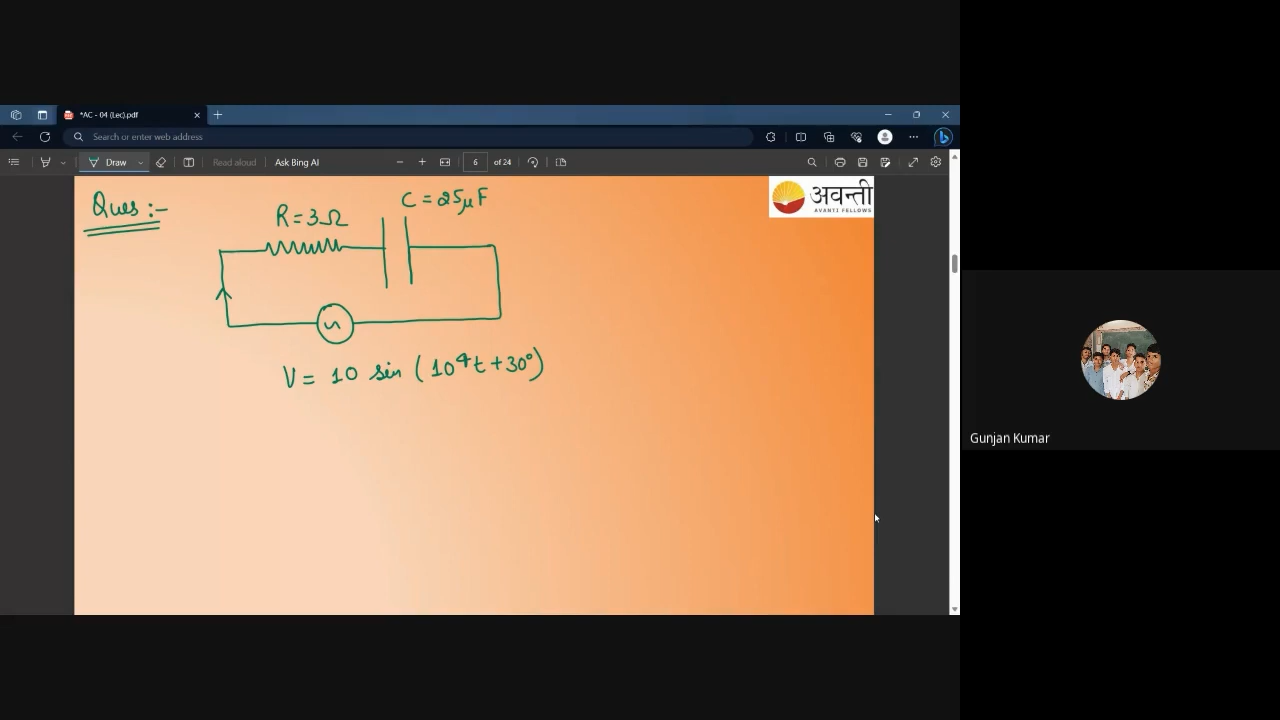 *AC - 04 (Lec).pdf
Search or enter web address
Draw
Read aloud
Ask Bing AI
6 of 24
Ques :-
R = 3Ω
C = 25μF
V = 10 sin (10⁴t + 30°)
अवन्ती
AVANTI FELLOWS
Gunjan Kumar